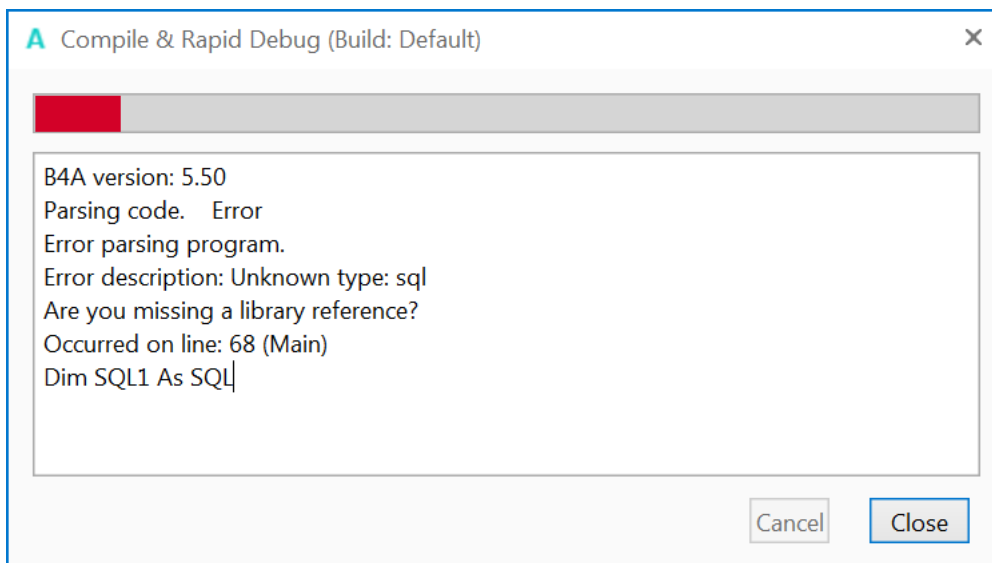 A Compile & Rapid Debug (Build: Default)
B4A version: 5.50
Parsing code. Error
Error parsing program.
Error description: Unknown type: sql
Are you missing a library reference?
Occurred on line: 68 (Main)
Dim SQL1 As SQL
Cancel
Close